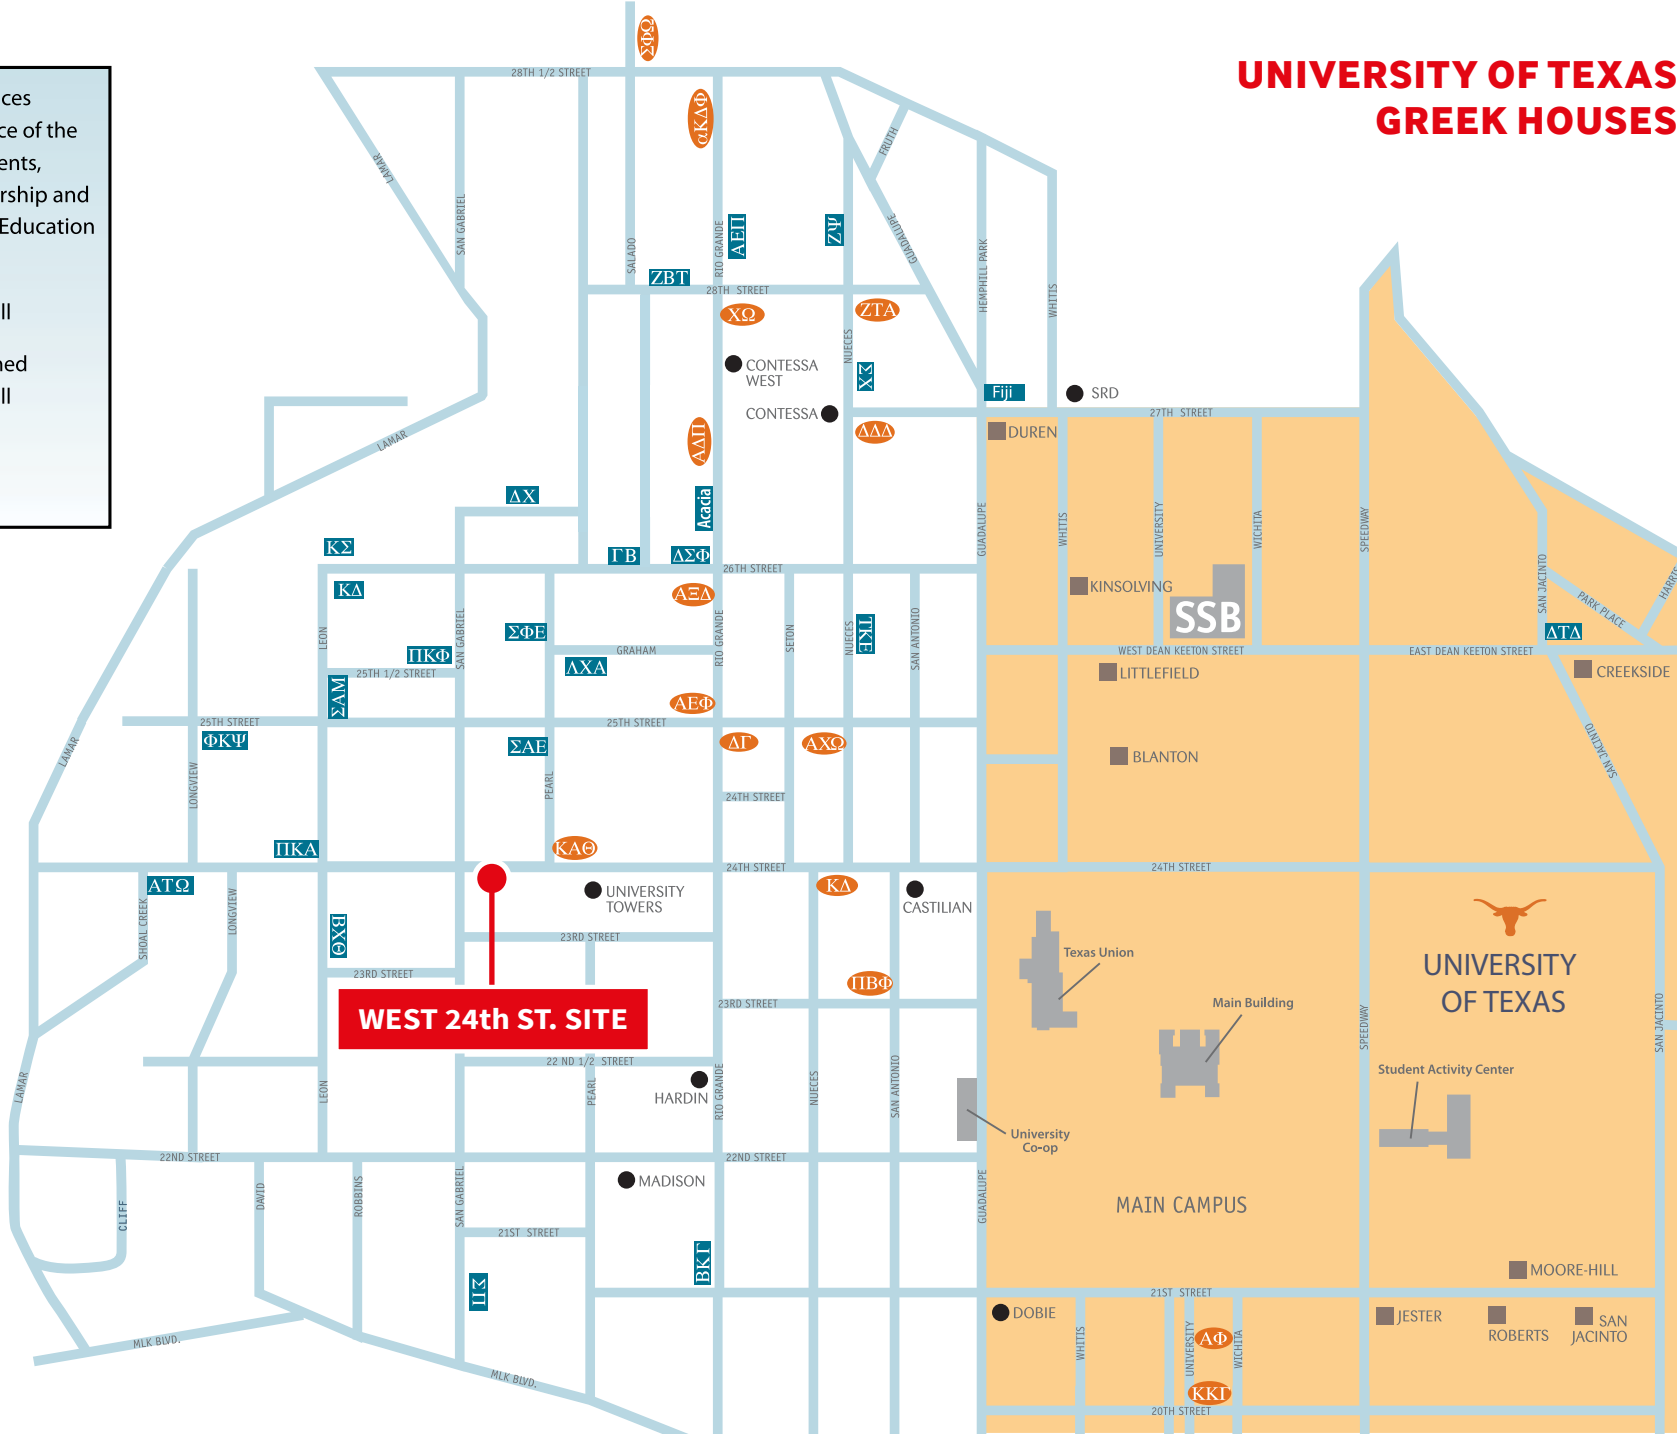 UNIVERSITY OF TEXAS
GREEK HOUSES
ces
ce of the
ents,
rship and
Education
ll
ned
ll
ΣΦΩ
28TH 1/2 STREET
αΚΔΦ
FRUTH
LAMAR
SAN GABRIEL
SALADO
RIO GRANDE
ΑΕΠ
ΖΨ
GUADALUPE
HEMPHILL PARK
WHITIS
ΖΒΤ
28TH STREET
ΧΩ
ΖΤΑ
NUECES
CONTESSA
WEST
ΣΧ
Fiji
SRD
CONTESSA
27TH STREET
ΔΔΔ
DUREN
LAMAR
ΑΔΠ
ΔΧ
Acacia
GUADALUPE
WHITIS
UNIVERSITY
WICHITA
SPEEDWAY
ΚΣ
ΓΒ
ΔΣΦ
26TH STREET
SAN JACINTO
HARRIS
ΚΔ
ΑΞΔ
KINSOLVING
SSB
PARK PLACE
LEON
SAN GABRIEL
ΣΦΕ
GRAHAM
RIO GRANDE
SETON
NUECES
ΤΚΕ
SAN ANTONIO
ΔΤΔ
WEST DEAN KEETON STREET
EAST DEAN KEETON STREET
ΠΚΦ
ΛΧΑ
25TH 1/2 STREET
LITTLEFIELD
CREEKSIDE
ΣΑΜ
ΑΕΦ
25TH STREET
25TH STREET
ΦΚΨ
ΣΑΕ
ΔΓ
ΑΧΩ
LAMAR
BLANTON
SAN JACINTO
LONGVIEW
PEARL
24TH STREET
ΠΚΑ
ΚΑΘ
24TH STREET
24TH STREET
ΑΤΩ
UNIVERSITY
TOWERS
ΚΔ
CASTILIAN
SHOAL CREEK
LONGVIEW
ΒΧΘ
23RD STREET
Texas Union
UNIVERSITY
OF TEXAS
23RD STREET
ΠΒΦ
23RD STREET
Main Building
WEST 24th ST. SITE
SPEEDWAY
SAN JACINTO
22 ND 1/2 STREET
Student Activity Center
LAMAR
LEON
PEARL
HARDIN
RIO GRANDE
NUECES
SAN ANTONIO
University
Co-op
22ND STREET
22ND STREET
MADISON
CLIFF
DAVID
ROBBINS
SAN GABRIEL
GUADALUPE
MAIN CAMPUS
21ST STREET
ΒΚΓ
ΣΠ
MOORE-HILL
21ST STREET
DOBIE
JESTER
ROBERTS
SAN
JACINTO
MLK BLVD.
WHITIS
UNIVERSITY
ΑΦ
WICHITA
MLK BLVD.
ΚΚΓ
20TH STREET